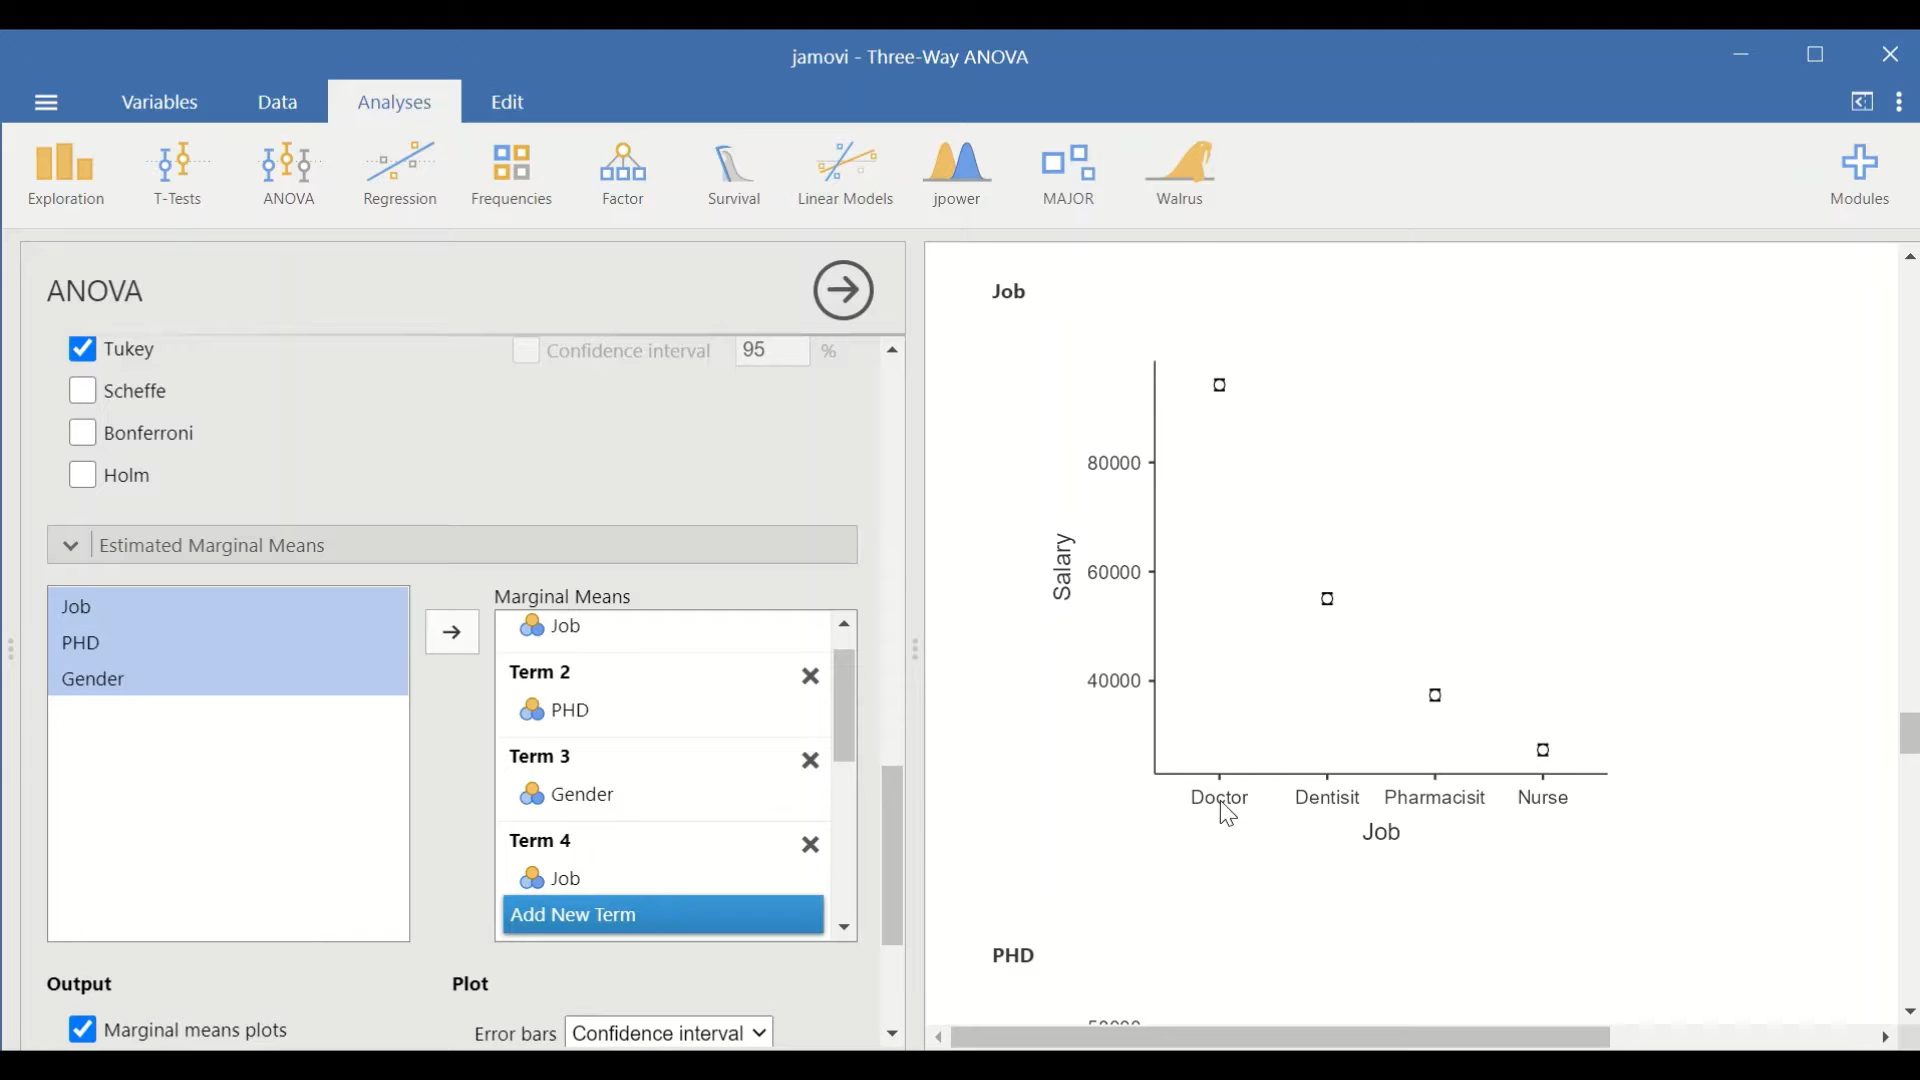 jamovi - Three-Way ANOVA
Variables
Data
Analyses
Edit
Exploration
T-Tests
ANOVA
Regression
Frequencies
Factor
Survival
Linear Models
jpower
MAJOR
Walrus
Modules
ANOVA
Tukey
Confidence interval 95 %
Scheffe
Bonferroni
Holm
Estimated Marginal Means
Job
PHD
Gender
Marginal Means
Job
Term 2
PHD
Term 3
Gender
Term 4
Job
Add New Term
Output
Marginal means plots
Plot
Error bars Confidence interval
Job
80000
60000
40000
Salary
Doctor Dentisit Pharmacisit Nurse
Job
PHD
50000